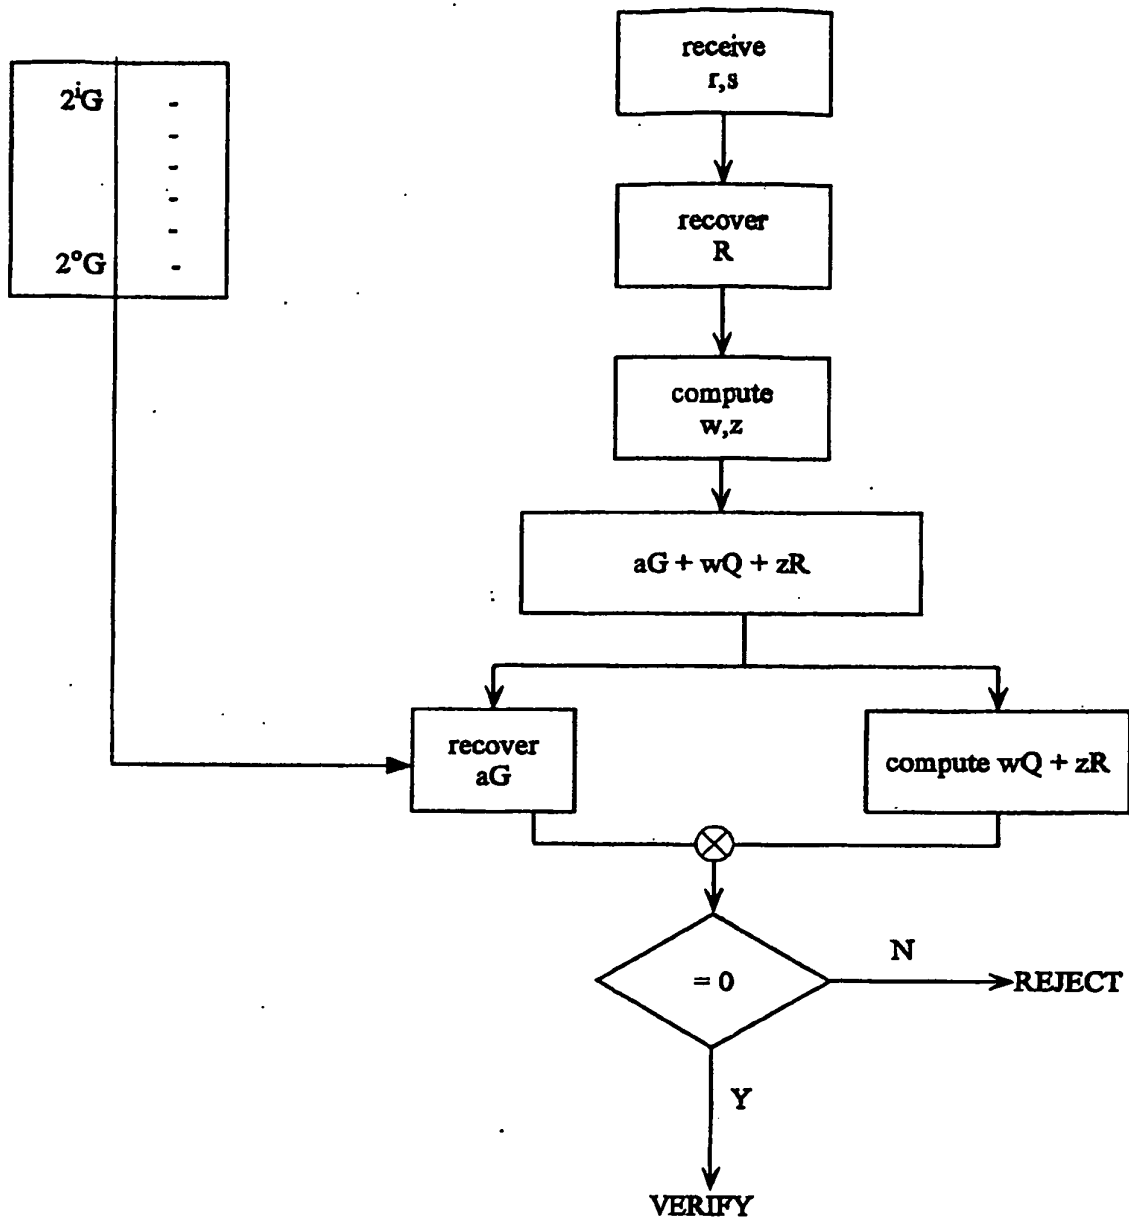 receive
r,s
2ⁱG
2⁰G
recover
R
compute
w,z
aG + wQ + zR
recover
aG
compute wQ + zR
= 0
N
REJECT
Y
VERIFY